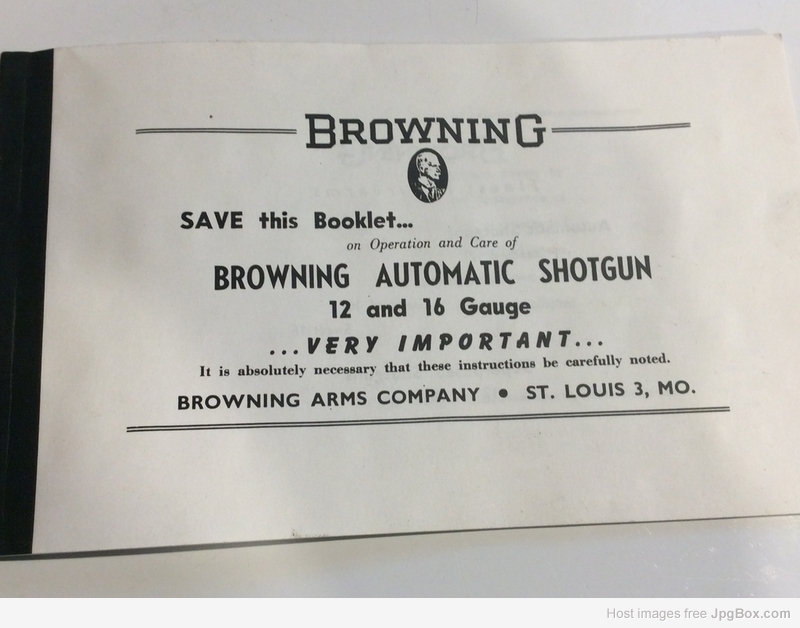 BROWNING
SAVE this Booklet...
on Operation and Care of
BROWNING AUTOMATIC SHOTGUN
12 and 16 Gauge
...VERY IMPORTANT...
It is absolutely necessary that these instructions be carefully noted.
BROWNING ARMS COMPANY • ST. LOUIS 3, MO.
Host images free JpgBox.com